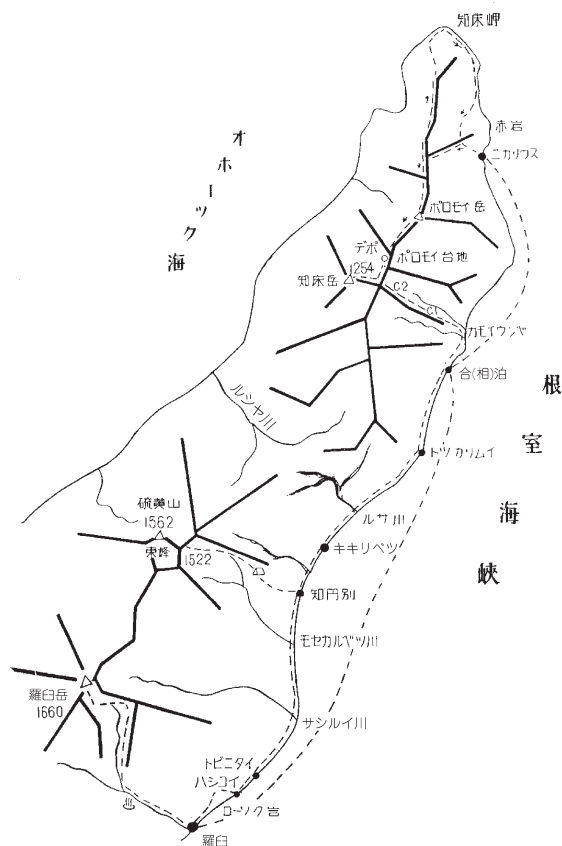 知床岬
赤岩
ニカリウス
オホーツク海
ポロモイ岳
デポ
ポロモイ台地
1254
知床岳
C2
C1
カモイウンベ
合(相)泊
根室海峡
ルシヤ川
トツカリムイ
硫黄山
1562
東峰
1522
ルサ川
キキリベツ
知円別
モセカルベツ川
羅臼岳
1660
サシルイ川
トビニタイ
ハシコイ
ローソク岩
羅臼